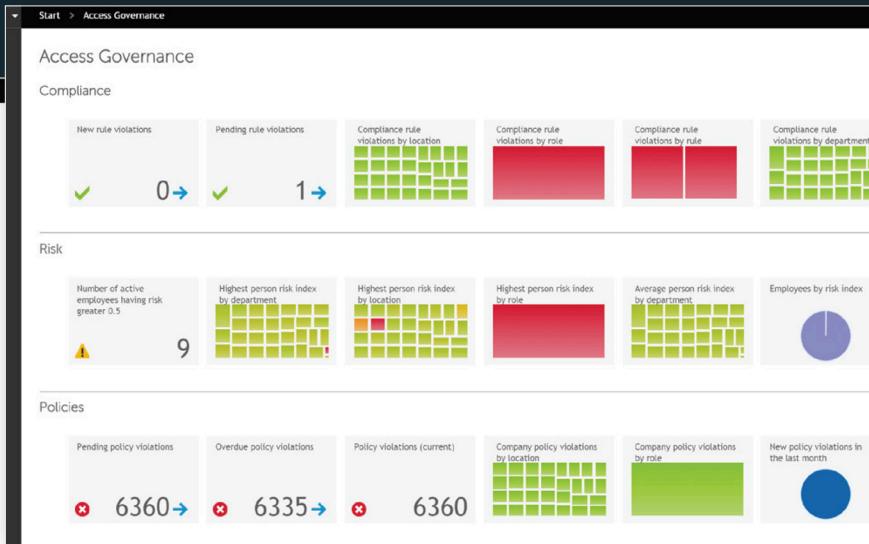 Start > Access Governance
Access Governance
Compliance
New rule violations
0
Pending rule violations
1
Compliance rule
violations by location
Compliance rule
violations by role
Compliance rule
violations by rule
Compliance rule
violations by department
Risk
Number of active
employees having risk
greater 0.5
9
Highest person risk index
by department
Highest person risk index
by location
Highest person risk index
by role
Average person risk index
by department
Employees by risk index
Policies
Pending policy violations
6360
Overdue policy violations
6335
Policy violations (current)
6360
Company policy violations
by location
Company policy violations
by role
New policy violations in
the last month